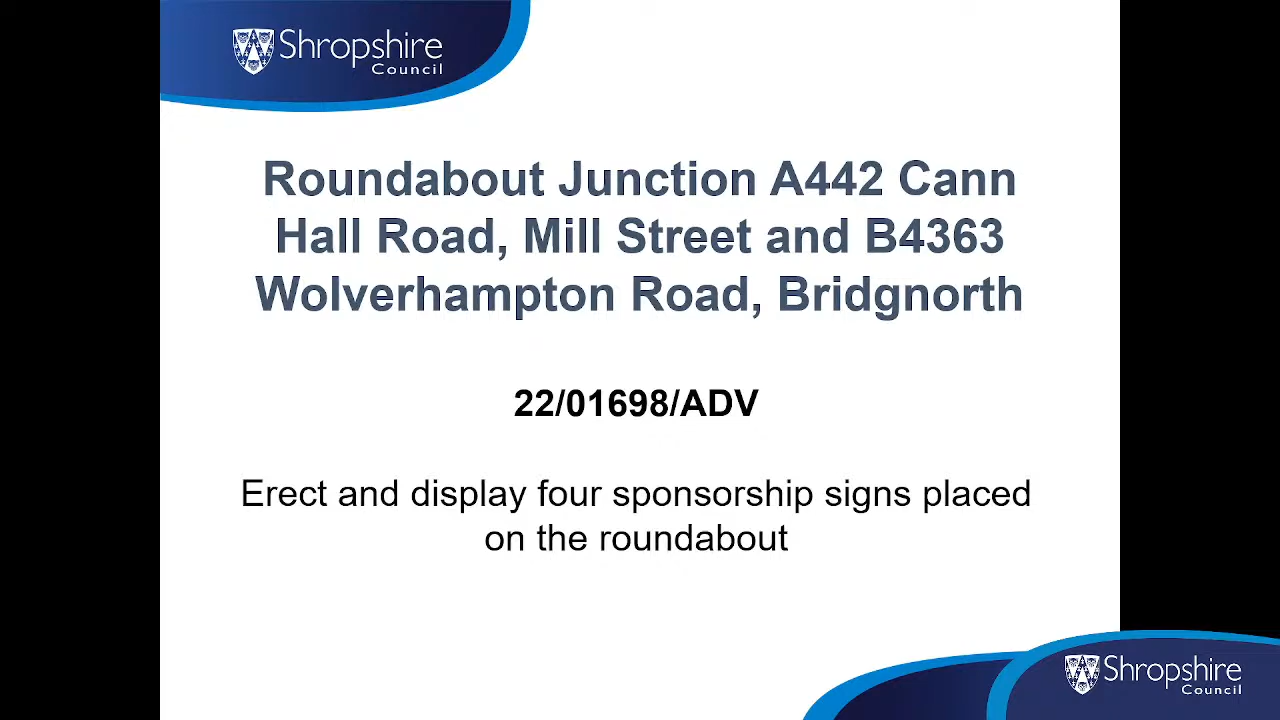 Shropshire
Council
Roundabout Junction A442 Cann
Hall Road, Mill Street and B4363
Wolverhampton Road, Bridgnorth
22/01698/ADV
Erect and display four sponsorship signs placed
on the roundabout
Shropshire
Council